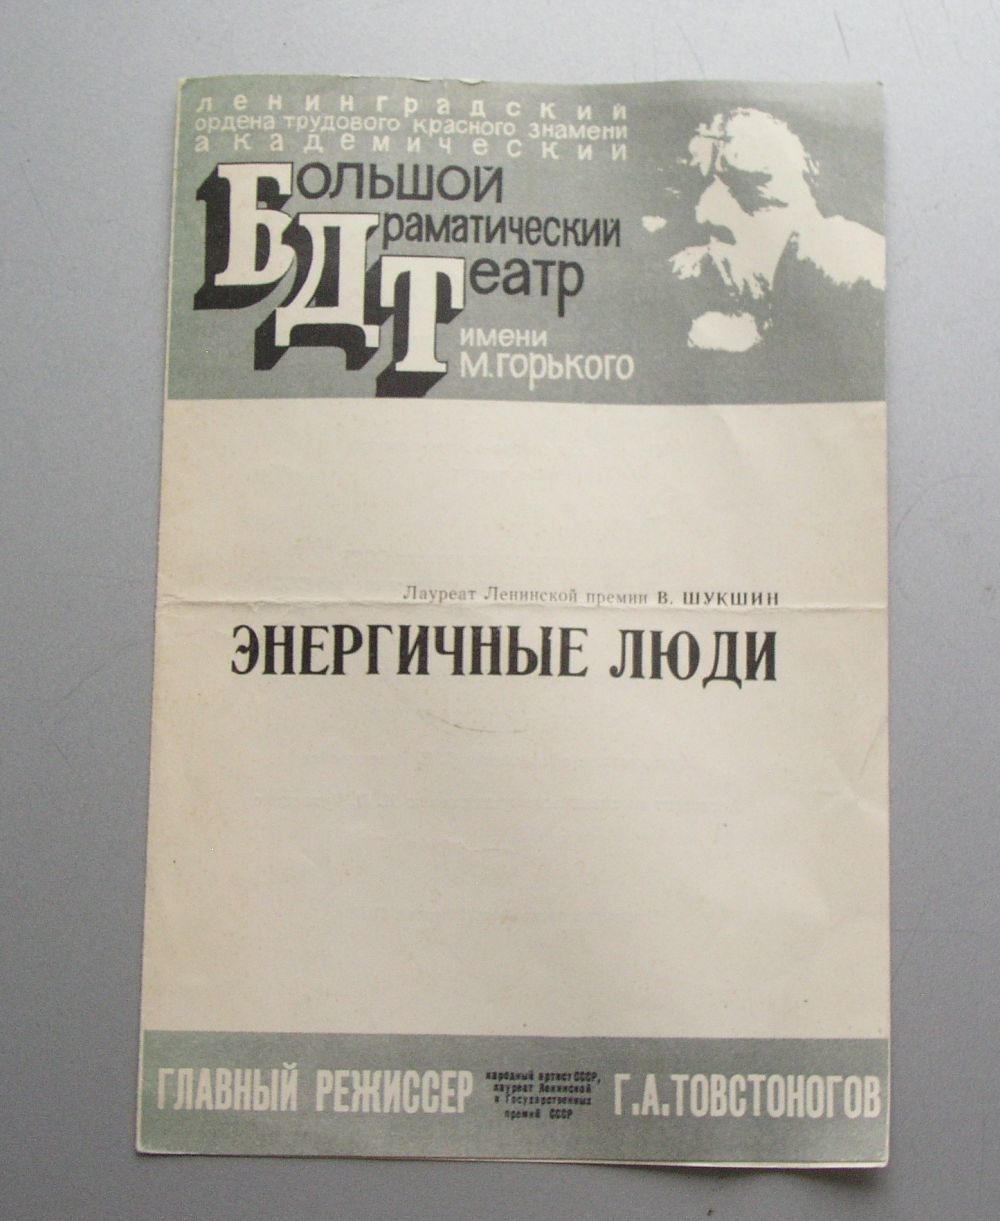 ленинградский
ордена трудового красного знамени
академический
Большой
Драматический
Театр
имени
М. Горького
Лауреат Ленинской премии В. ШУКШИН
ЭНЕРГИЧНЫЕ ЛЮДИ
ГЛАВНЫЙ РЕЖИССЕР
народный артист СССР,
лауреат Ленинской
и Государственных
премий СССР
Г.А.ТОВСТОНОГОВ